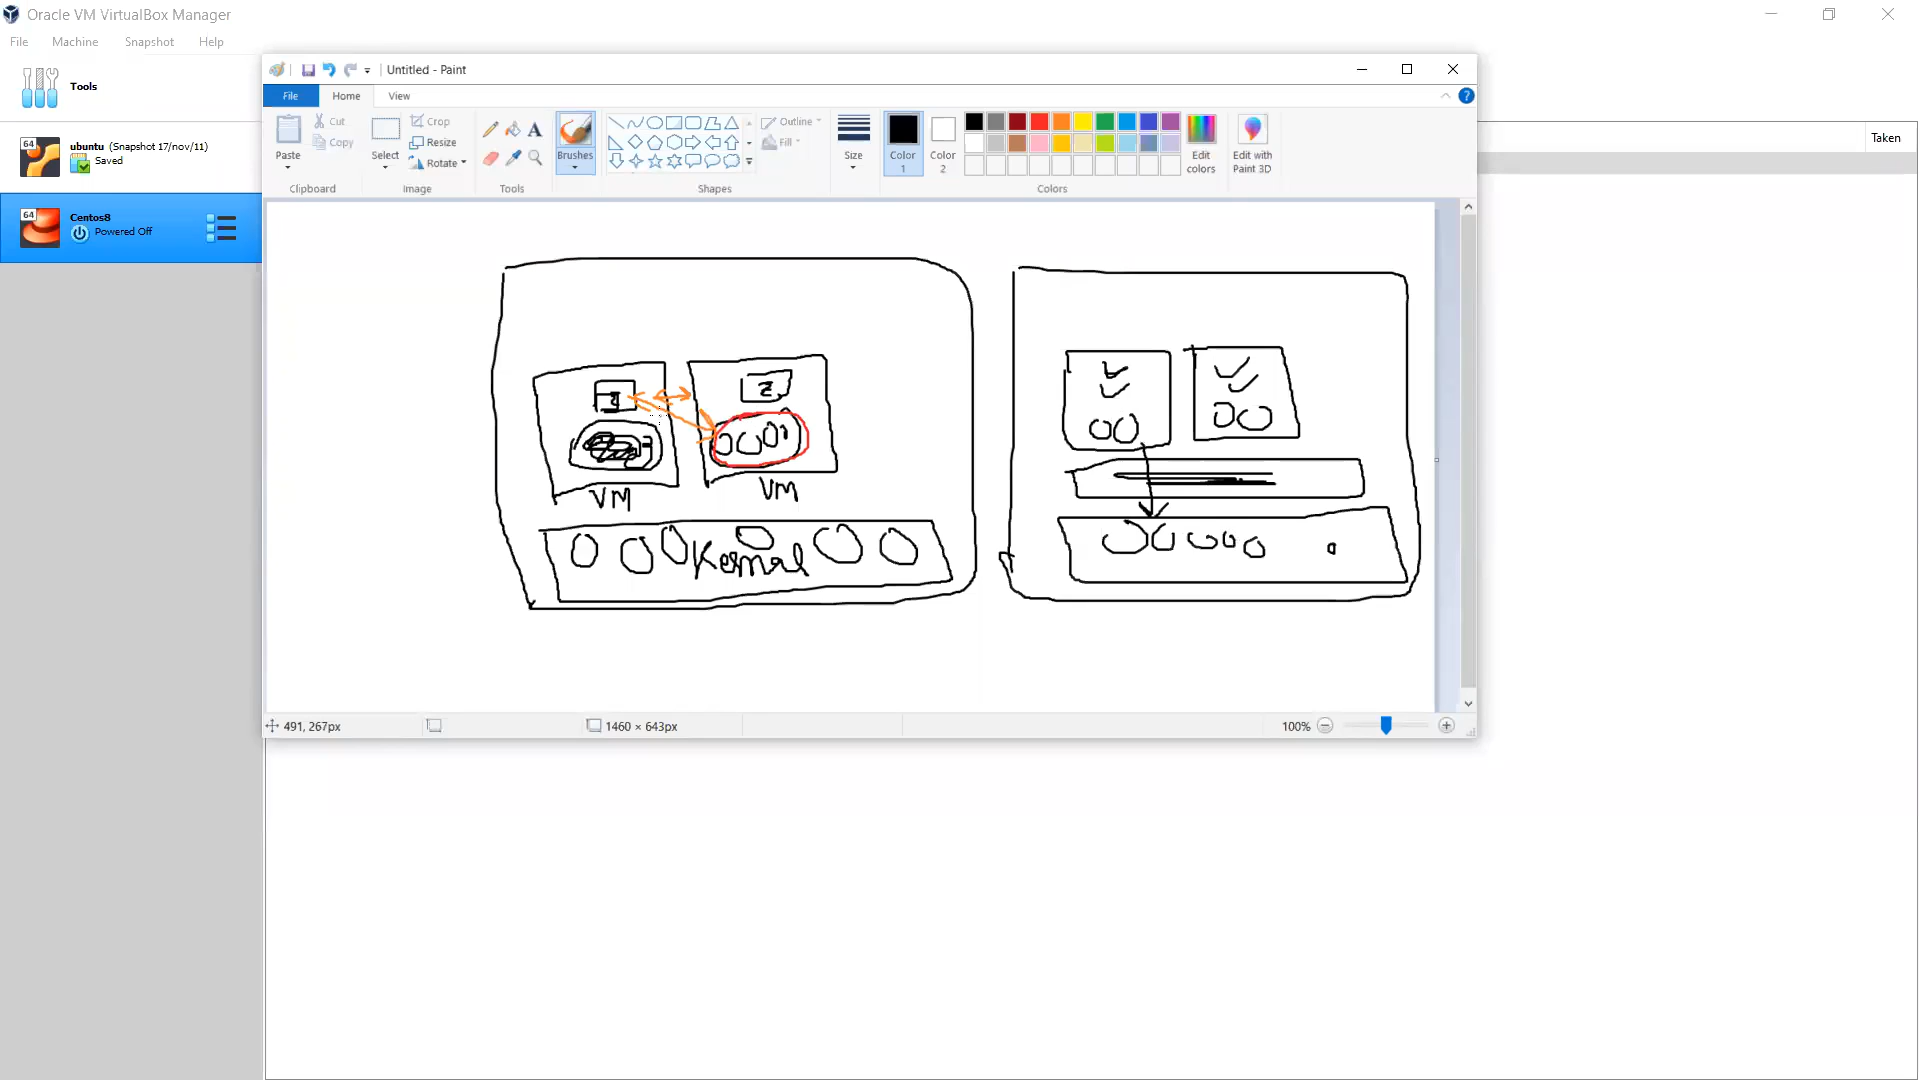 Oracle VM VirtualBox Manager
File Machine Snapshot Help
Tools
64
ubuntu (Snapshot 17/nov/11)
Saved
64
Centos8
Powered Off
Taken
Untitled - Paint
File Home View
Paste
Cut
Copy
Clipboard
Select
Crop
Resize
Rotate
Image
Tools
Brushes
Shapes
Outline
Fill
Size
Color 1
Color 2
Edit colors
Edit with Paint 3D
Colors
2
VM
VM
Kernal
491, 267px
1460 × 643px
100%